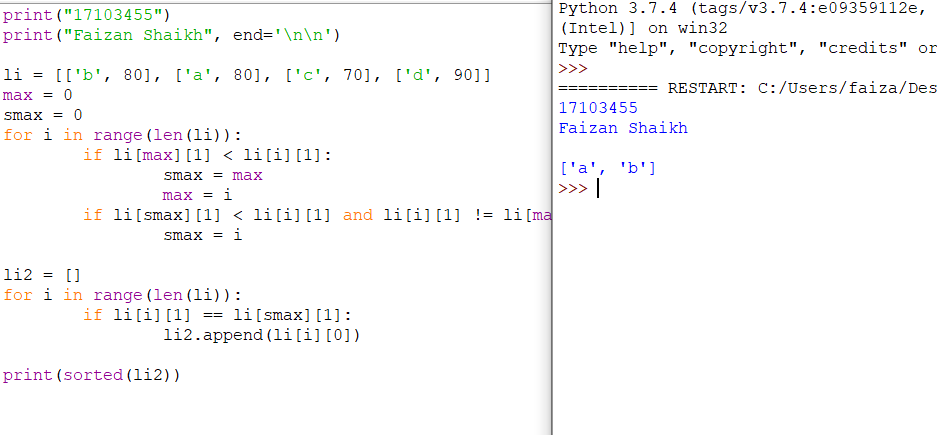 print("17103455")
print("Faizan Shaikh", end='\n\n')
li = [['b', 80], ['a', 80], ['c', 70], ['d', 90]]
max = 0
smax = 0
for i in range(len(li)):
        if li[max][1] < li[i][1]:
                smax = max
                max = i
        if li[smax][1] < li[i][1] and li[i][1] != li[ma
                smax = i
li2 = []
for i in range(len(li)):
        if li[i][1] == li[smax][1]:
                li2.append(li[i][0])
print(sorted(li2))
Python 3.7.4 (tags/v3.7.4:e09359112e,
(Intel)] on win32
Type "help", "copyright", "credits" or
>>>
========== RESTART: C:/Users/faiza/Des
17103455
Faizan Shaikh
['a', 'b']
>>>